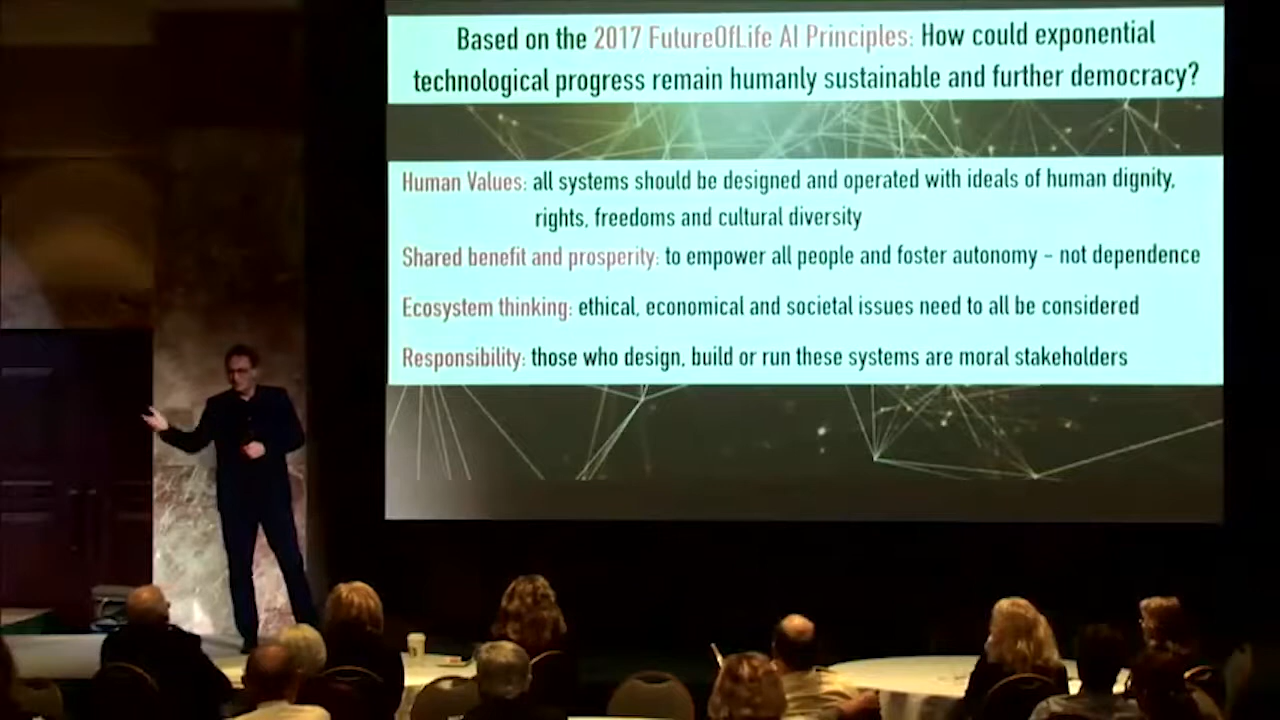 Based on the 2017 FutureOfLife AI Principles: How could exponential
technological progress remain humanly sustainable and further democracy?
Human Values: all systems should be designed and operated with ideals of human dignity,
rights, freedoms and cultural diversity
Shared benefit and prosperity: to empower all people and foster autonomy – not dependence
Ecosystem thinking: ethical, economical and societal issues need to all be considered
Responsibility: those who design, build or run these systems are moral stakeholders